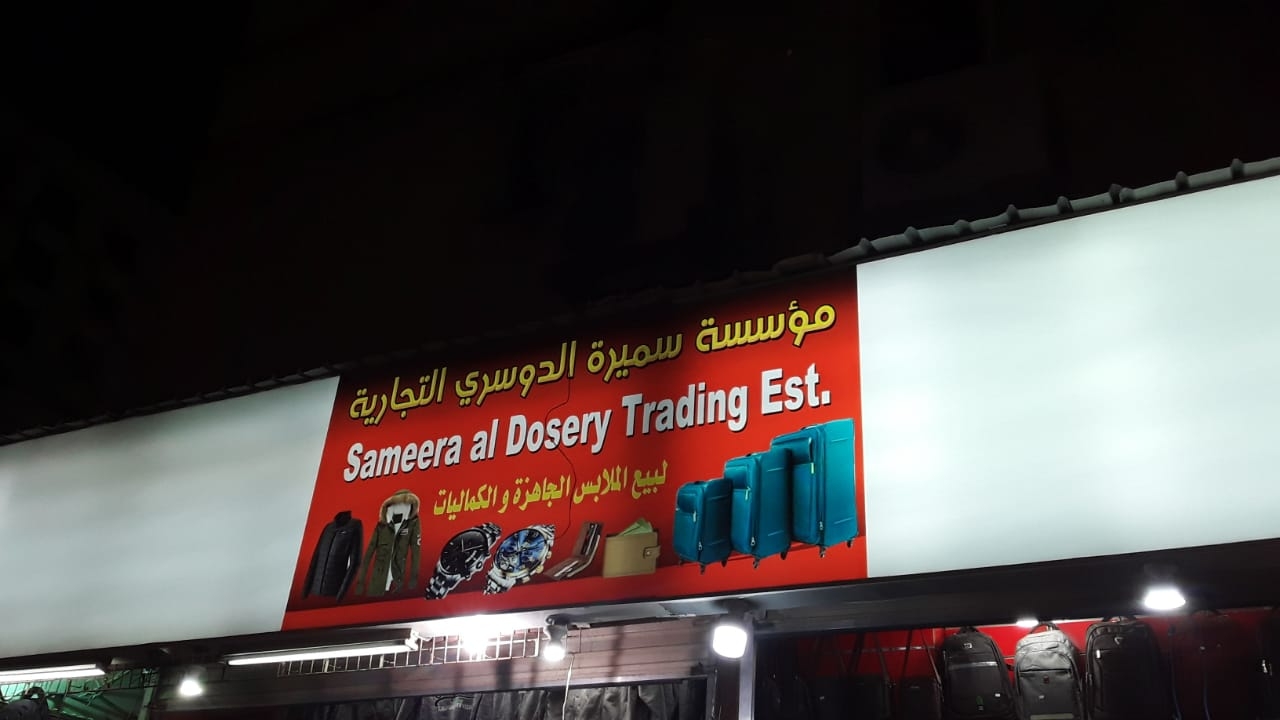 مؤسسة سميرة الدوسري التجارية
Sameera al Dosery Trading Est.
لبيع الملابس الجاهزة و الكماليات